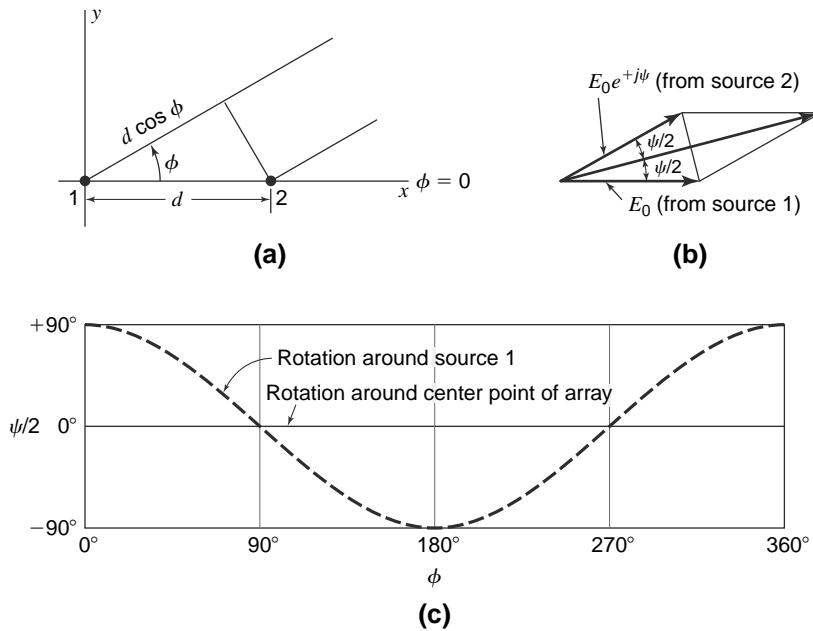 y
d cos ϕ
ϕ
1
d
2
x ϕ = 0
(a)
E₀e⁺ʲψ (from source 2)
ψ/2
ψ/2
E₀ (from source 1)
(b)
+90°
Rotation around source 1
Rotation around center point of array
ψ/2 0°
−90°
0° 90° 180° 270° 360°
ϕ
(c)